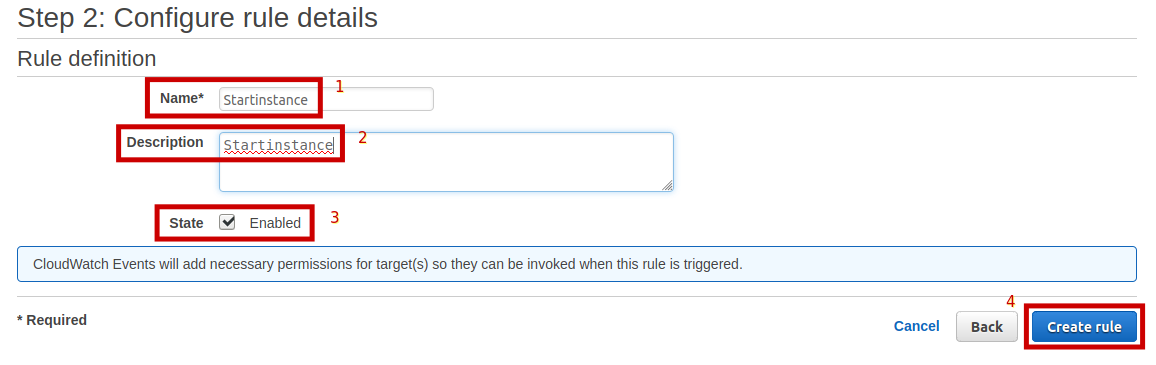 Step 2: Configure rule details
Rule definition
Name* Startinstance 1
Description Startinstance 2
State Enabled 3
CloudWatch Events will add necessary permissions for target(s) so they can be invoked when this rule is triggered.
4
* Required Cancel Back Create rule